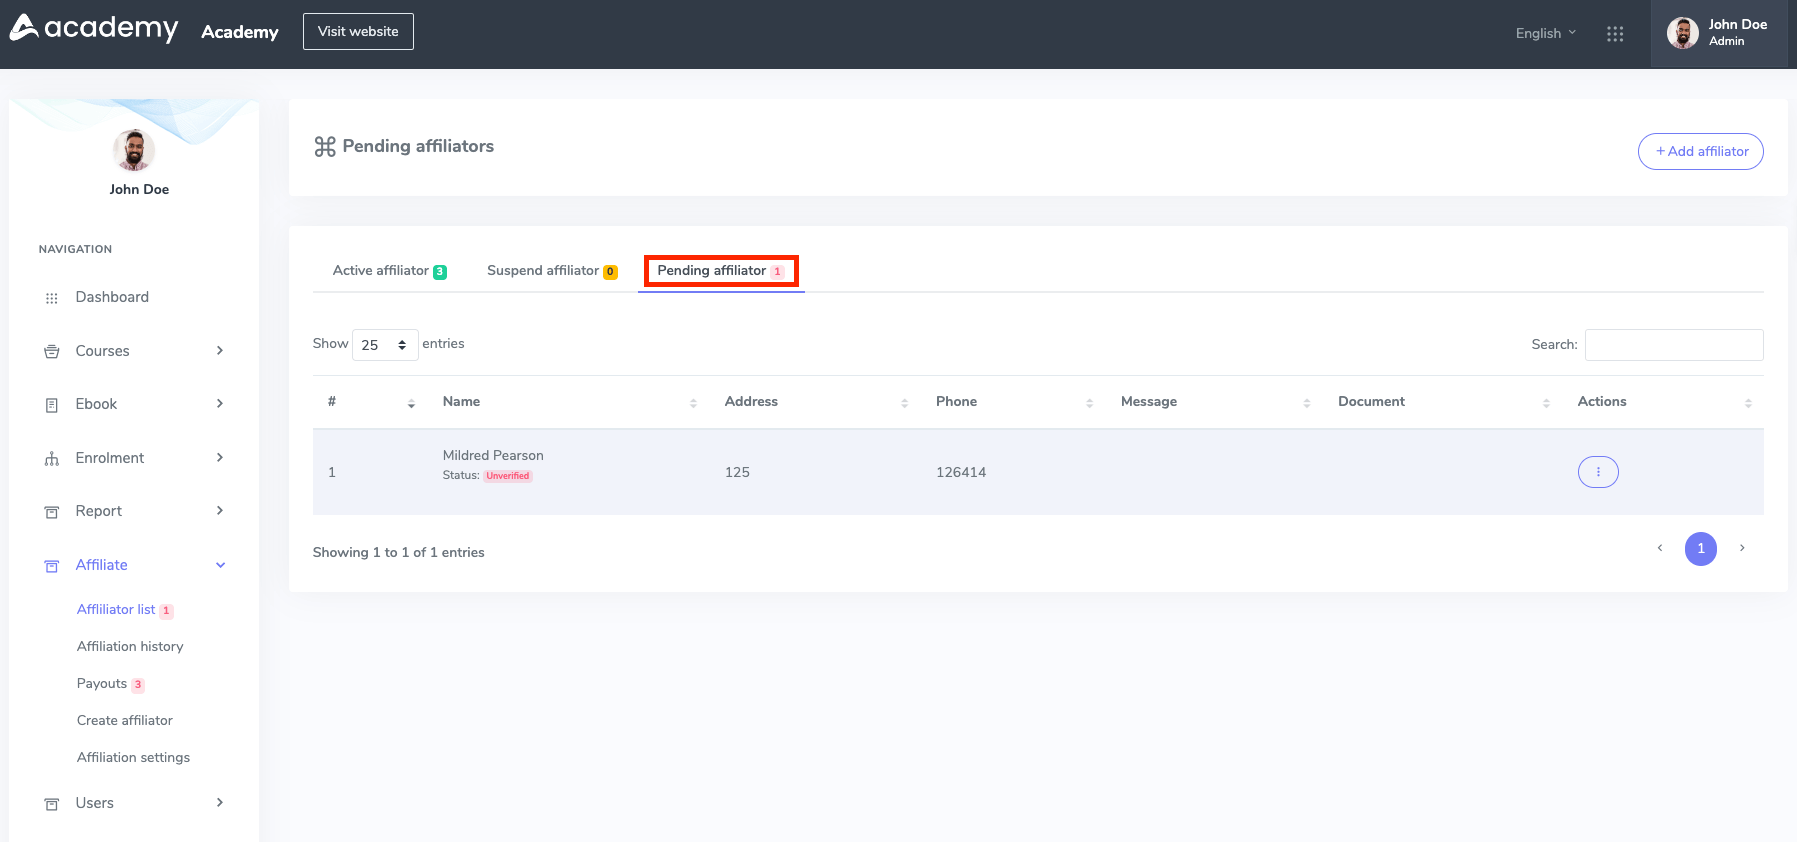 academy Academy Visit website English John Doe
Admin
John Doe
NAVIGATION
Dashboard
Courses
Ebook
Enrolment
Report
Affiliate
Affliliator list 1
Affiliation history
Payouts 3
Create affiliator
Affiliation settings
Users
Pending affiliators
+ Add affiliator
Active affiliator 3 Suspend affiliator 0 Pending affiliator 1
Show 25 entries Search:
# Name Address Phone Message Document Actions
1 Mildred Pearson 125 126414
Status: Unverified
Showing 1 to 1 of 1 entries ‹ 1 ›